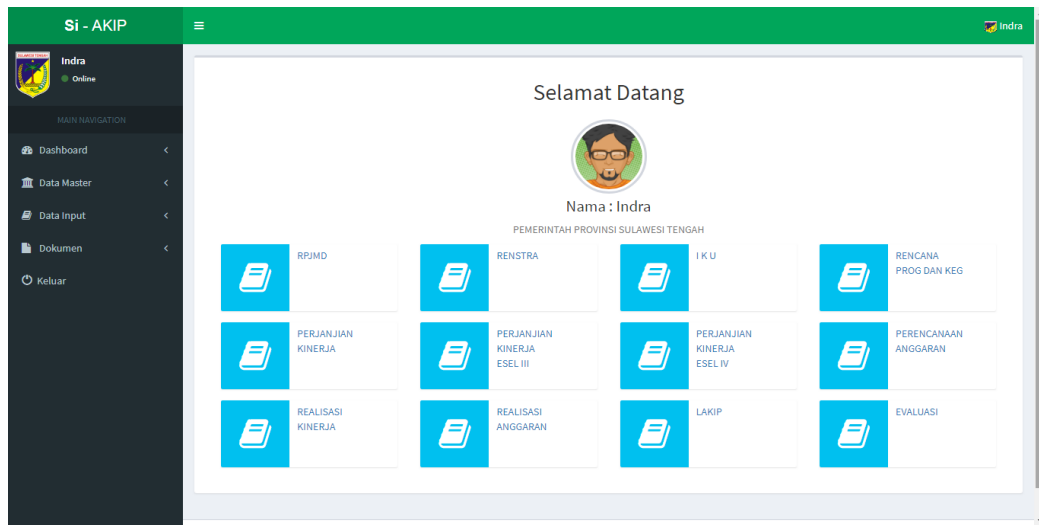 Si - AKIP
Indra
Indra
Online
MAIN NAVIGATION
Dashboard
Data Master
Data Input
Dokumen
Keluar
Selamat Datang
Nama : Indra
PEMERINTAH PROVINSI SULAWESI TENGAH
RPJMD
RENSTRA
I K U
RENCANA
PROG DAN KEG
PERJANJIAN
KINERJA
PERJANJIAN
KINERJA
ESEL III
PERJANJIAN
KINERJA
ESEL IV
PERENCANAAN
ANGGARAN
REALISASI
KINERJA
REALISASI
ANGGARAN
LAKIP
EVALUASI